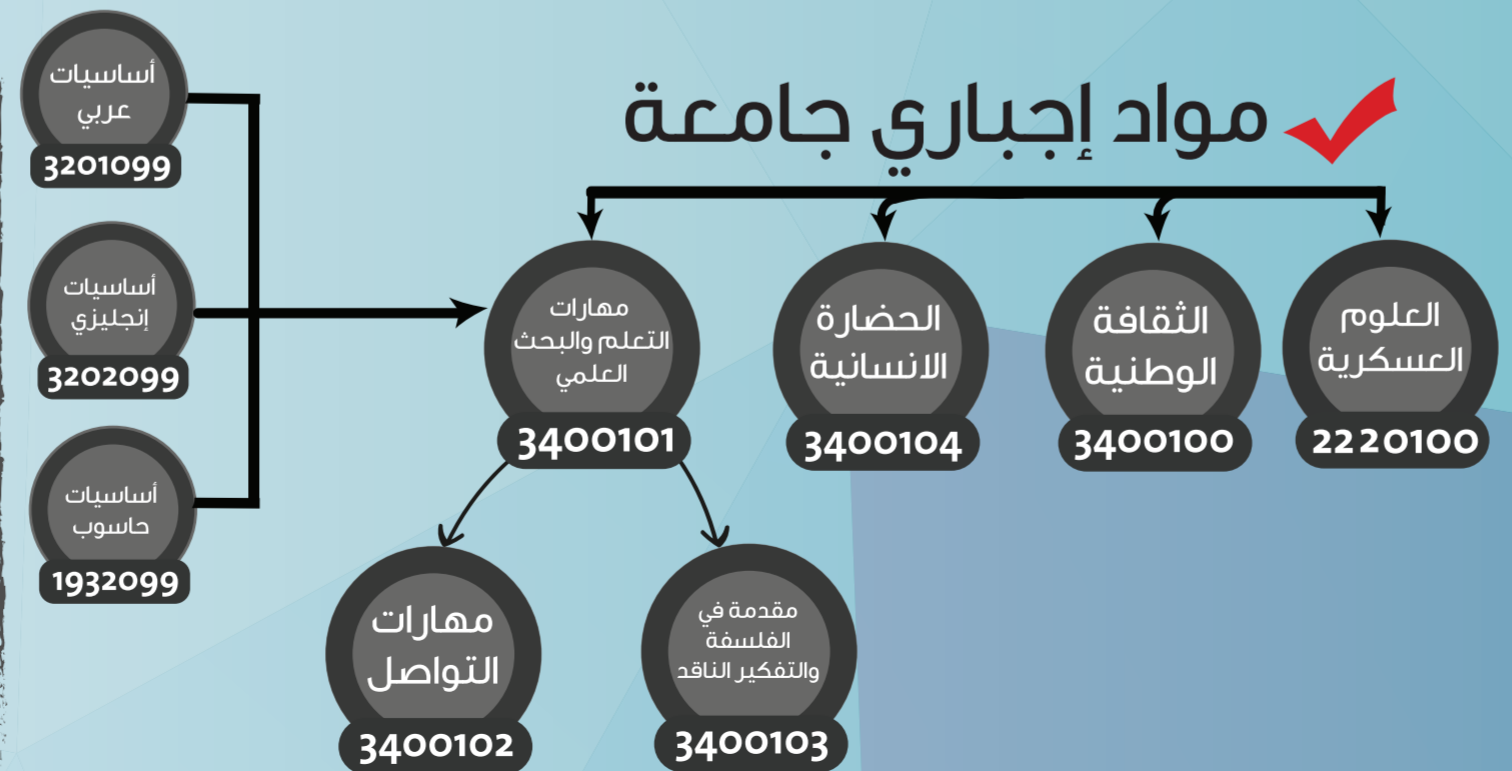 مواد إجباري جامعة
أساسيات
عربي
3201099
أساسيات
إنجليزي
3202099
أساسيات
حاسوب
1932099
العلوم
العسكرية
2220100
الثقافة
الوطنية
3400100
الحضارة
الانسانية
3400104
مهارات
التعلم والبحث
العلمي
3400101
مقدمة في
الفلسفة
والتفكير الناقد
3400103
مهارات
التواصل
3400102